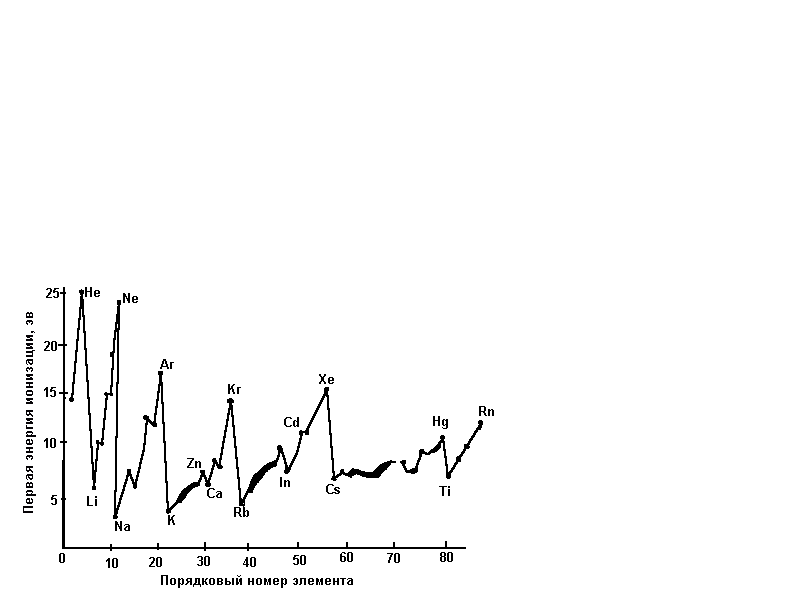 25
He
Ne
20
Ar
15
Kr
Xe
Cd
Hg
Rn
10
Zn
Ca
In
Cs
Ti
5
Li
Na
K
Rb
0
10
20
30
40
50
60
70
80
Порядковый номер элемента
Первая энергия ионизации, эв